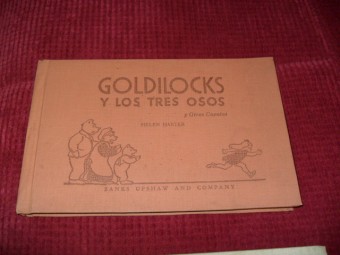 GOLDILOCKS
Y LOS TRES OSOS
y Otros Cuentos
BANKS UPSHAW AND COMPANY